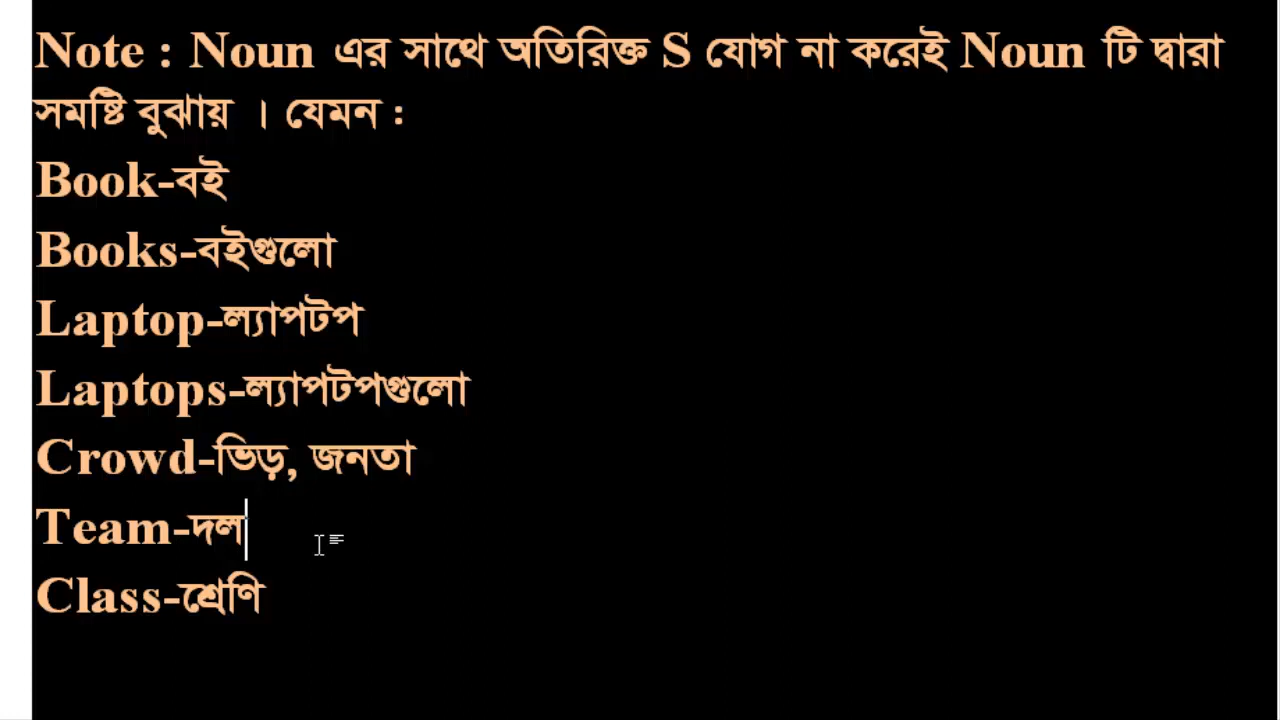 Note : Noun এর সাথে অতিরিক্ত S যোগ না করেই Noun টি দ্বারা
সমষ্টি বুঝায় । যেমন :
Book-বই
Books-বইগুলো
Laptop-ল্যাপটপ
Laptops-ল্যাপটপগুলো
Crowd-ভিড়, জনতা
Team-দল
Class-শ্রেণি